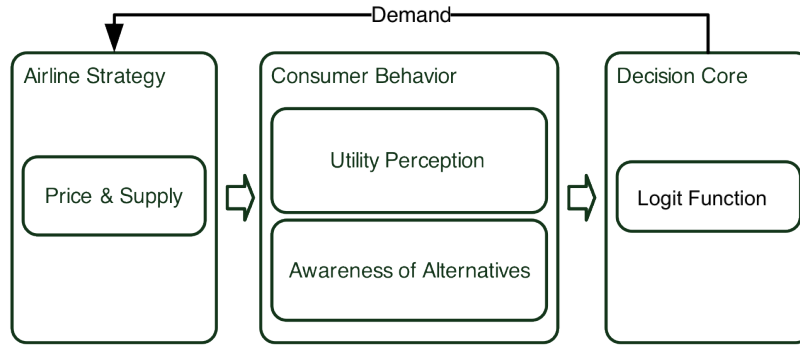 Demand
Airline Strategy
Price & Supply
Consumer Behavior
Utility Perception
Awareness of Alternatives
Decision Core
Logit Function